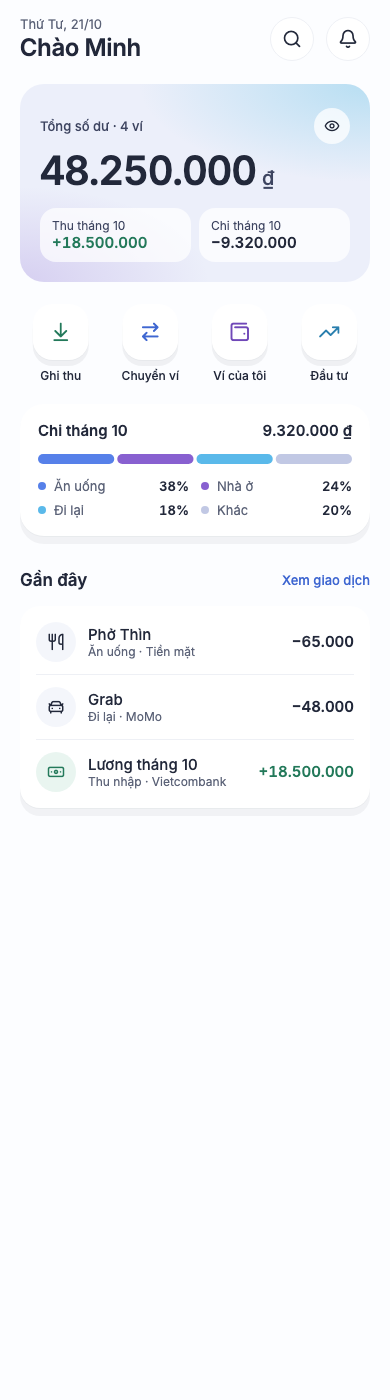 Thứ Tư, 21/10
Chào Minh
Tổng số dư · 4 ví
48.250.000 ₫
Thu tháng 10
+18.500.000
Chi tháng 10
−9.320.000
Ghi thu
Chuyển ví
Ví của tôi
Đầu tư
Chi tháng 10
9.320.000 ₫
Ăn uống 38%
Nhà ở 24%
Đi lại 18%
Khác 20%
Gần đây
Xem giao dịch
Phở Thìn
−65.000
Ăn uống · Tiền mặt
Grab
−48.000
Đi lại · MoMo
Lương tháng 10
+18.500.000
Thu nhập · Vietcombank